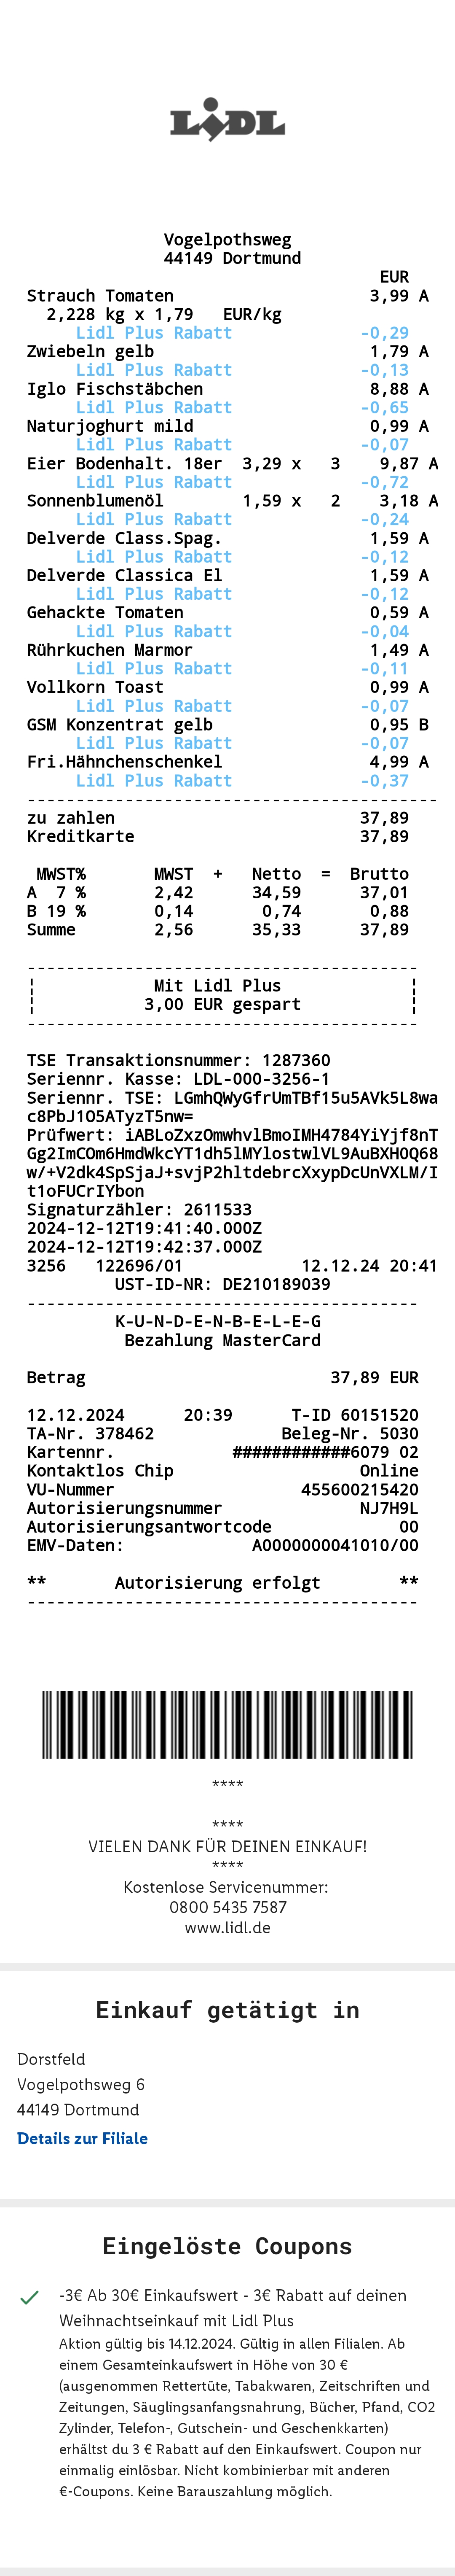 LiDL
Vogelpothsweg
44149 Dortmund
EUR
Strauch Tomaten 3,99 A
2,228 kg x 1,79 EUR/kg
Lidl Plus Rabatt -0,29
Zwiebeln gelb 1,79 A
Lidl Plus Rabatt -0,13
Iglo Fischstäbchen 8,88 A
Lidl Plus Rabatt -0,65
Naturjoghurt mild 0,99 A
Lidl Plus Rabatt -0,07
Eier Bodenhalt. 18er 3,29 x 3 9,87 A
Lidl Plus Rabatt -0,72
Sonnenblumenöl 1,59 x 2 3,18 A
Lidl Plus Rabatt -0,24
Delverde Class.Spag. 1,59 A
Lidl Plus Rabatt -0,12
Delverde Classica El 1,59 A
Lidl Plus Rabatt -0,12
Gehackte Tomaten 0,59 A
Lidl Plus Rabatt -0,04
Rührkuchen Marmor 1,49 A
Lidl Plus Rabatt -0,11
Vollkorn Toast 0,99 A
Lidl Plus Rabatt -0,07
GSM Konzentrat gelb 0,95 B
Lidl Plus Rabatt -0,07
Fri.Hähnchenschenkel 4,99 A
Lidl Plus Rabatt -0,37
------------------------------------------
zu zahlen 37,89
Kreditkarte 37,89
MWST% MWST + Netto = Brutto
A 7 % 2,42 34,59 37,01
B 19 % 0,14 0,74 0,88
Summe 2,56 35,33 37,89
----------------------------------------
¦ Mit Lidl Plus ¦
¦ 3,00 EUR gespart ¦
----------------------------------------
TSE Transaktionsnummer: 1287360
Seriennr. Kasse: LDL-000-3256-1
Seriennr. TSE: LGmhQWyGfrUmTBf15u5AVk5L8wa
c8PbJ1O5ATyzT5nw=
Prüfwert: iABLoZxzOmwhvlBmoIMH4784YiYjf8nT
Gg2ImCOm6HmdWkcYT1dh5lMYlostwlVL9AuBXH0Q68
w/+V2dk4SpSjaJ+svjP2hltdebrcXxypDcUnVXLM/I
t1oFUCrIYbon
Signaturzähler: 2611533
2024-12-12T19:41:40.000Z
2024-12-12T19:42:37.000Z
3256 122696/01 12.12.24 20:41
UST-ID-NR: DE210189039
----------------------------------------
K-U-N-D-E-N-B-E-L-E-G
Bezahlung MasterCard
Betrag 37,89 EUR
12.12.2024 20:39 T-ID 60151520
TA-Nr. 378462 Beleg-Nr. 5030
Kartennr. ############6079 02
Kontaktlos Chip Online
VU-Nummer 455600215420
Autorisierungsnummer NJ7H9L
Autorisierungsantwortcode 00
EMV-Daten: A0000000041010/00
** Autorisierung erfolgt **
----------------------------------------
****
****
VIELEN DANK FÜR DEINEN EINKAUF!
****
Kostenlose Servicenummer:
0800 5435 7587
www.lidl.de
Einkauf getätigt in
Dorstfeld
Vogelpothsweg 6
44149 Dortmund
Details zur Filiale
Eingelöste Coupons
-3€ Ab 30€ Einkaufswert - 3€ Rabatt auf deinen
Weihnachtseinkauf mit Lidl Plus
Aktion gültig bis 14.12.2024. Gültig in allen Filialen. Ab
einem Gesamteinkaufswert in Höhe von 30 €
(ausgenommen Rettertüte, Tabakwaren, Zeitschriften und
Zeitungen, Säuglingsanfangsnahrung, Bücher, Pfand, CO2
Zylinder, Telefon-, Gutschein- und Geschenkkarten)
erhältst du 3 € Rabatt auf den Einkaufswert. Coupon nur
einmalig einlösbar. Nicht kombinierbar mit anderen
€-Coupons. Keine Barauszahlung möglich.